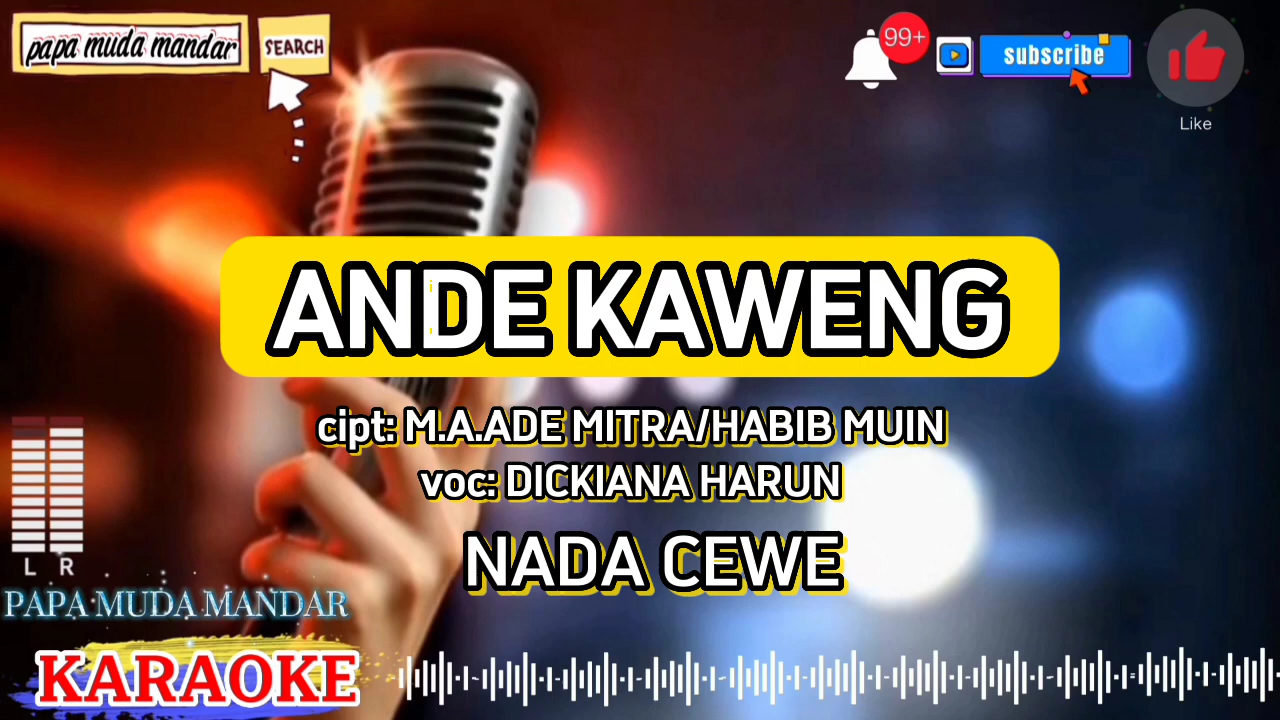 papa muda mandar
SEARCH
99+
subscribe
Like
ANDE KAWENG
cipt: M.A.ADE MITRA/HABIB MUIN
voc: DICKIANA HARUN
NADA CEWE
L R
PAPA MUDA MANDAR
KARAOKE